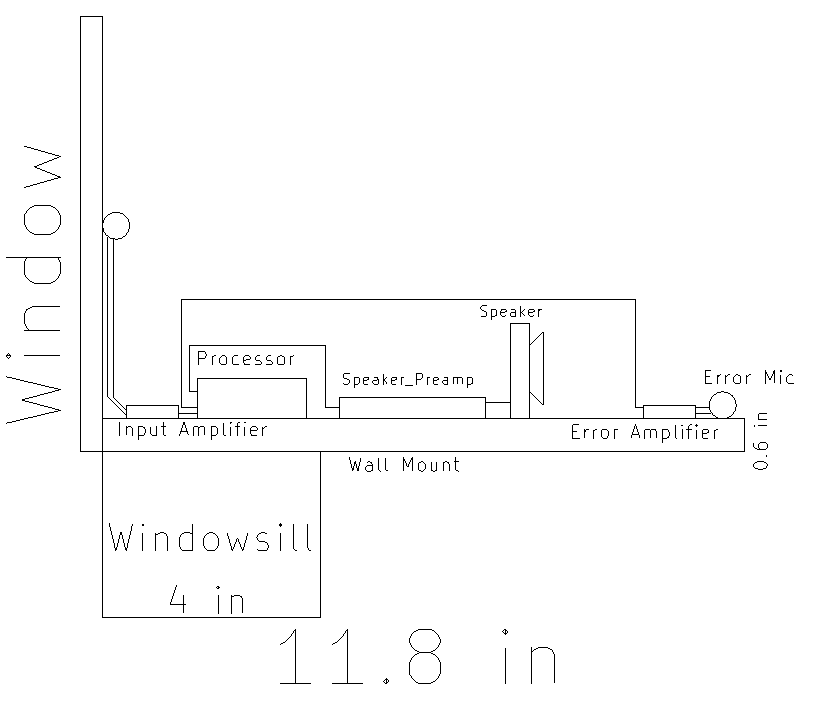 Window
Speaker
Processor
Speaker_Preamp
Error Mic
Input Amplifier
Error Amplifier
0.6 in
Wall Mount
Windowsill
4 in
11.8 in